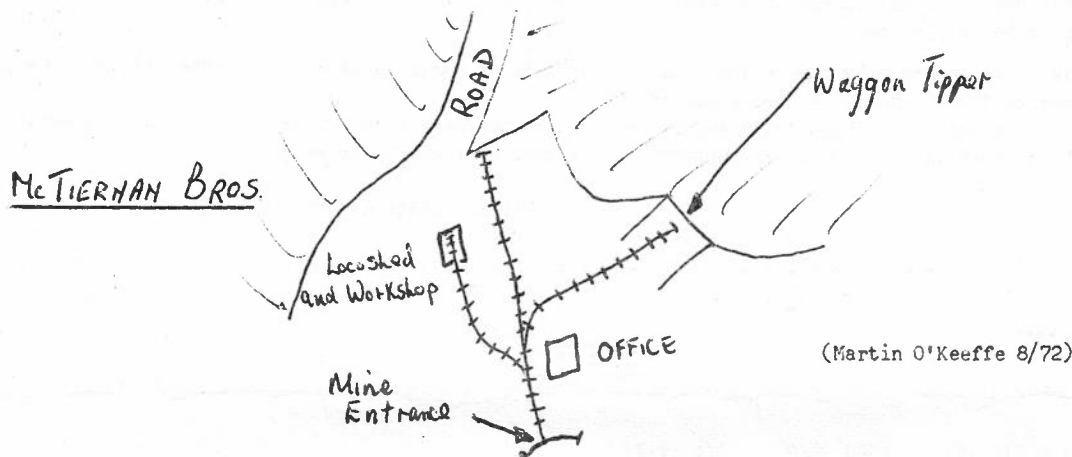 ROAD
Waggon Tipper
McTIERNAN BROS.
Locoshed
and Workshop
OFFICE
(Martin O'Keeffe 8/72)
Mine
Entrance